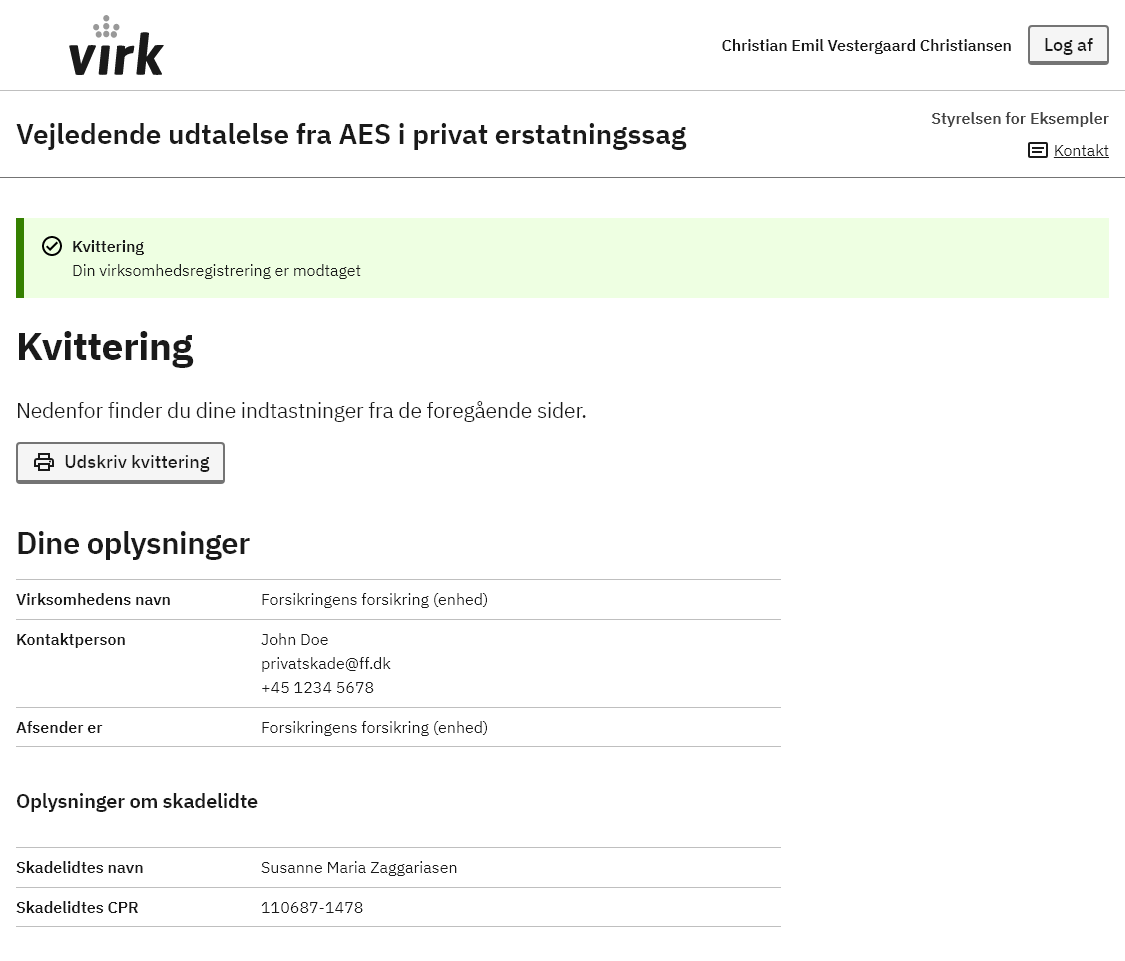 virk
Christian Emil Vestergaard Christiansen
Log af
Vejledende udtalelse fra AES i privat erstatningssag
Styrelsen for Eksempler
Kontakt
Kvittering
Din virksomhedsregistrering er modtaget
Kvittering
Nedenfor finder du dine indtastninger fra de foregående sider.
Udskriv kvittering
Dine oplysninger
Virksomhedens navn Forsikringens forsikring (enhed)
Kontaktperson John Doe
privatskade@ff.dk
+45 1234 5678
Afsender er Forsikringens forsikring (enhed)
Oplysninger om skadelidte
Skadelidtes navn Susanne Maria Zaggariasen
Skadelidtes CPR 110687-1478